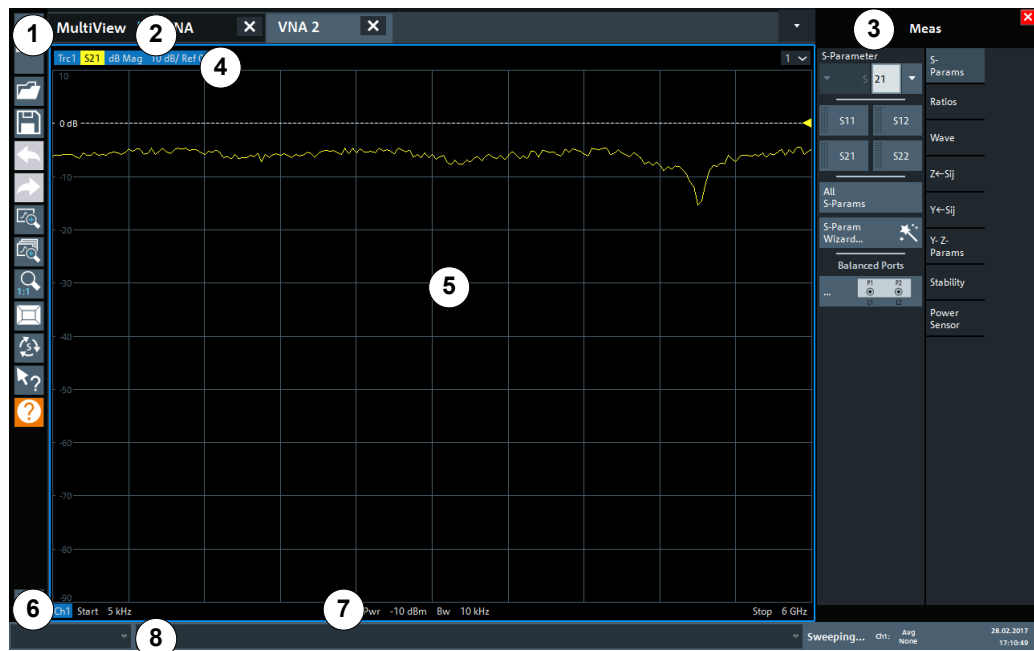 1
MultiView
2
NA
VNA 2
3
Meas
Trc1 S21 dB Mag 10 dB/ Ref
4
1
S-Parameter
S 21
S11 S12
S21 S22
All
S-Params
S-Param
Wizard...
Balanced Ports
... P1 P2
L1 L2
S-
Params
Ratios
Wave
Z←Sij
Y←Sij
Y- Z-
Params
Stability
Power
Sensor
1:1
S
?
?
10
0 dB
-10
-20
-30
5
-40
-50
-60
-70
-80
-90
6
Ch1 Start 5 kHz
7
Pwr -10 dBm Bw 10 kHz
Stop 6 GHz
8
Sweeping... Ch1: Avg
None
28.02.2017
17:10:49